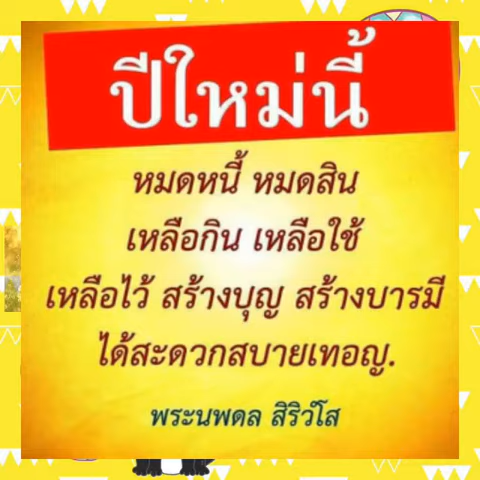 ปีใหม่นี้
หมดหนี้ หมดสิน
เหลือกิน เหลือใช้
เหลือไว้ สร้างบุญ สร้างบารมี
ได้สะดวกสบายเทอญ.
พระนพดล สิริวํโส